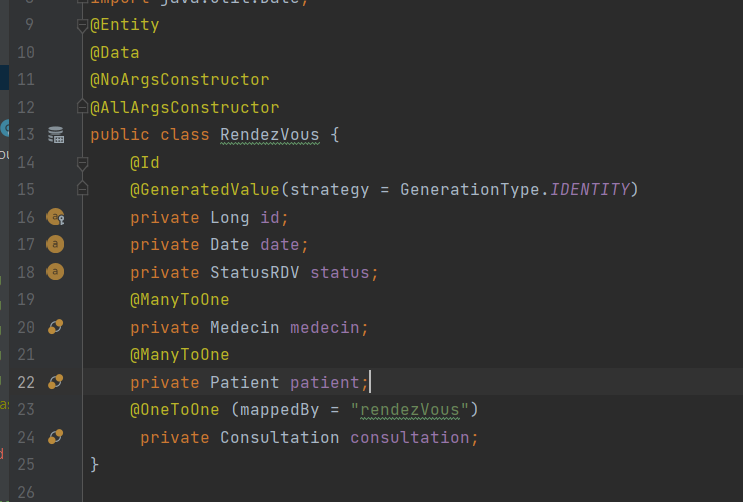 8 import java.util.Date;
9 @Entity
10 @Data
11 @NoArgsConstructor
12 @AllArgsConstructor
13 public class RendezVous {
14 @Id
15 @GeneratedValue(strategy = GenerationType.IDENTITY)
16 private Long id;
17 private Date date;
18 private StatusRDV status;
19 @ManyToOne
20 private Medecin medecin;
21 @ManyToOne
22 private Patient patient;
23 @OneToOne (mappedBy = "rendezVous")
24 private Consultation consultation;
25 }
26